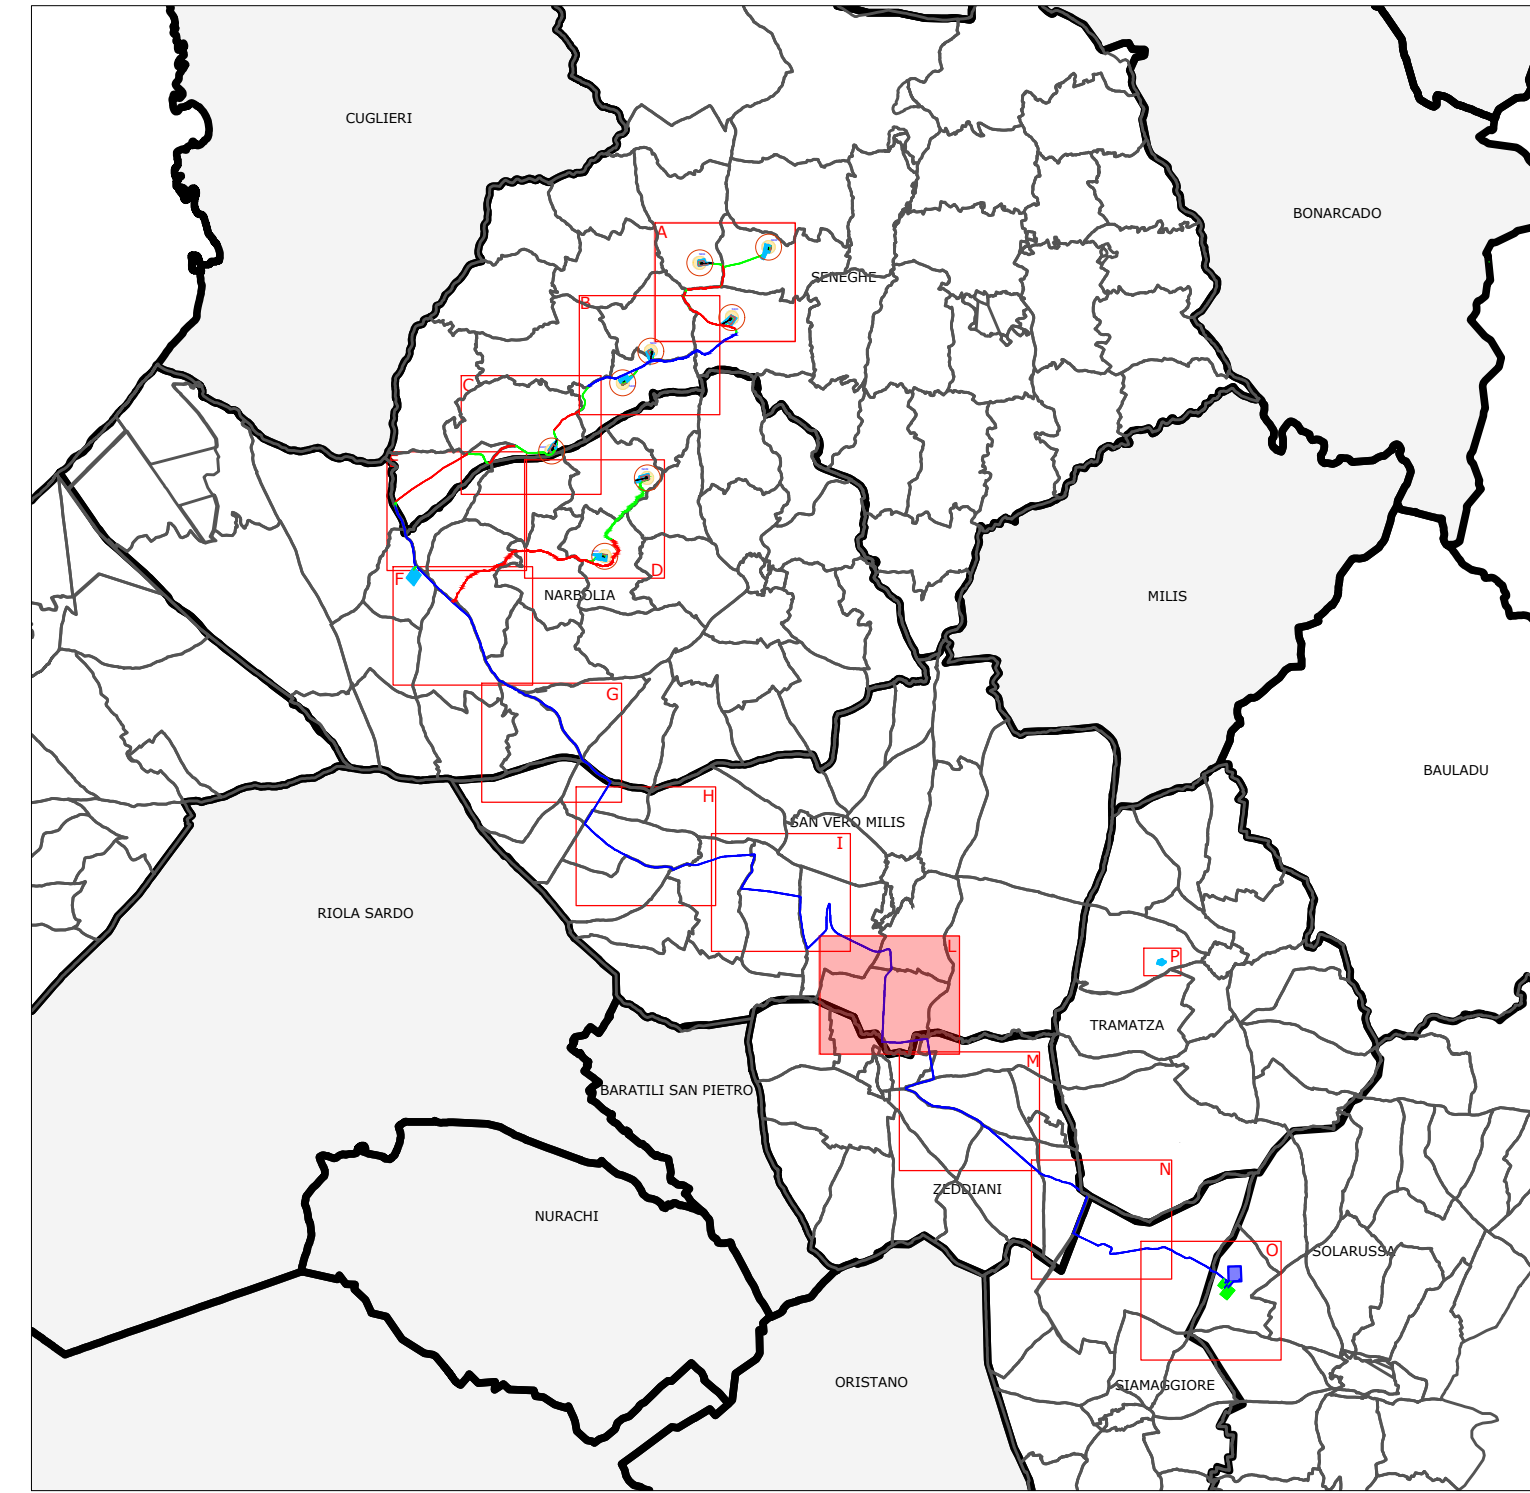 CUGLIERI
BONARCADO
A
SENEGHE
B
C
D
F
NARBOLIA
MILIS
G
BAULADU
H
SAN VERO MILIS
I
RIOLA SARDO
L
P
TRAMATZA
M
BARATILI SAN PIETRO
N
ZEDDIANI
NURACHI
O
SOLARUSSA
ORISTANO
SIAMAGGIORE